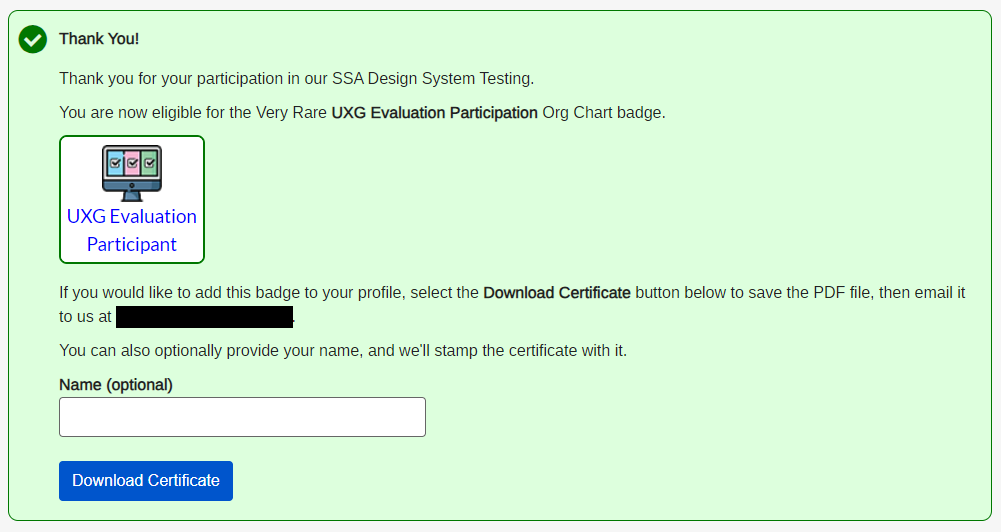 Thank You!
Thank you for your participation in our SSA Design System Testing.
You are now eligible for the Very Rare UXG Evaluation Participation Org Chart badge.
UXG Evaluation
Participant
If you would like to add this badge to your profile, select the Download Certificate button below to save the PDF file, then email it
to us at .
You can also optionally provide your name, and we'll stamp the certificate with it.
Name (optional)
Download Certificate